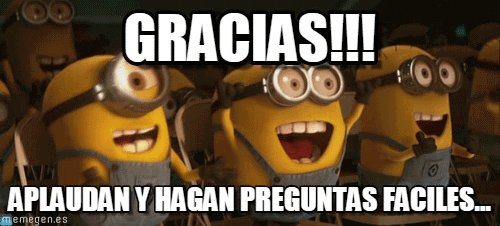 GRACIAS!!!
APLAUDAN Y HAGAN PREGUNTAS FACILES...
memegen.es